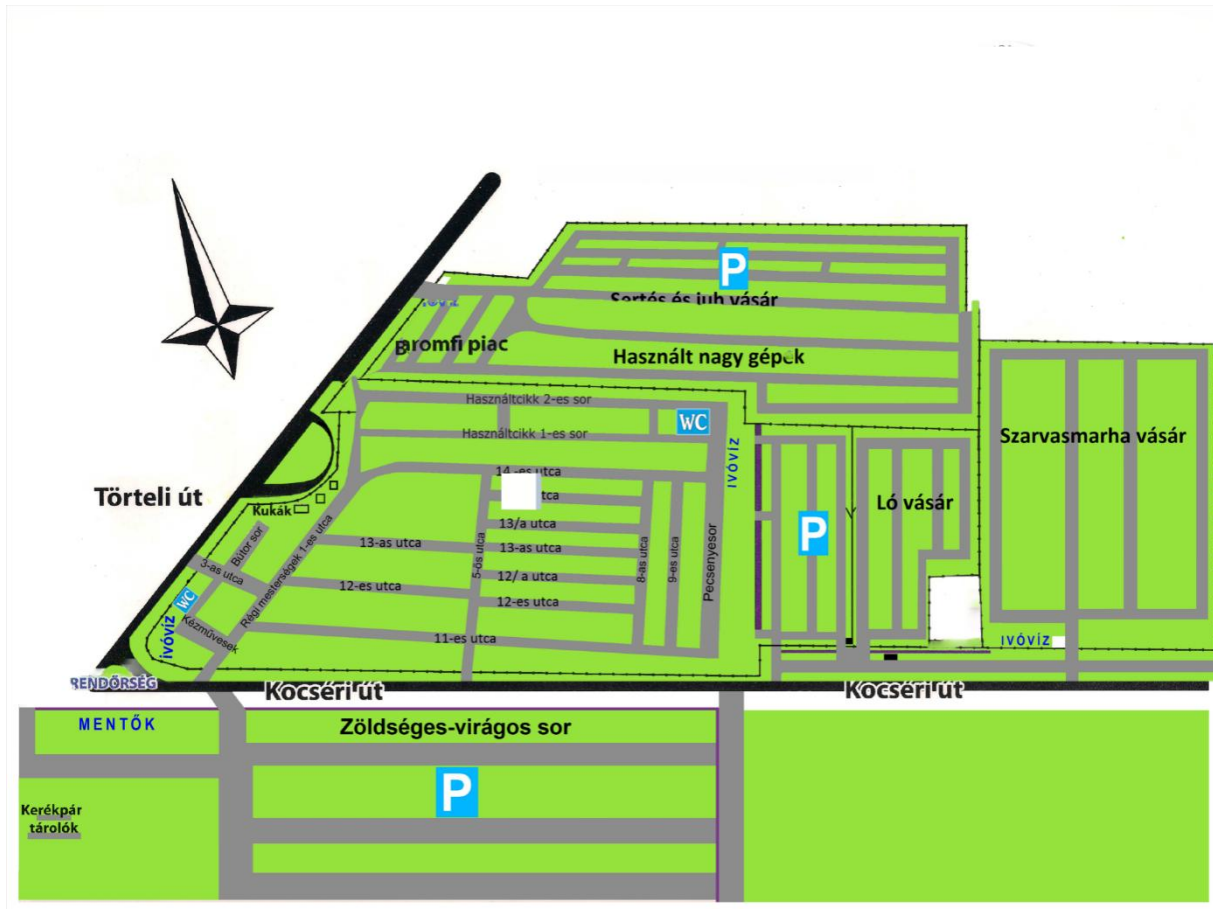 P
Sertés és juh vásár
IVÓVÍZ
Baromfi piac
Használt nagy gépek
Használtcikk 2-es sor
WC
Használtcikk 1-es sor
Szarvasmarha vásár
IVÓVÍZ
14 -es utca
Törteli út
Kukák
Ló vásár
P
tca
13/a utca
Bútor sor
Régi mesterségek 1-es utca
13-as utca
5-ös utca
13-as utca
8-as utca
9-es utca
Pecsenyesor
3-as utca
12/ a utca
12-es utca
WC
12-es utca
Kézművesek
ivóvíz
11-es utca
IVÓVÍZ
RENDŐRSÉG
Kocséri út
Kocséri út
MENTŐK
Zöldséges-virágos sor
P
Kerékpár
tárolók